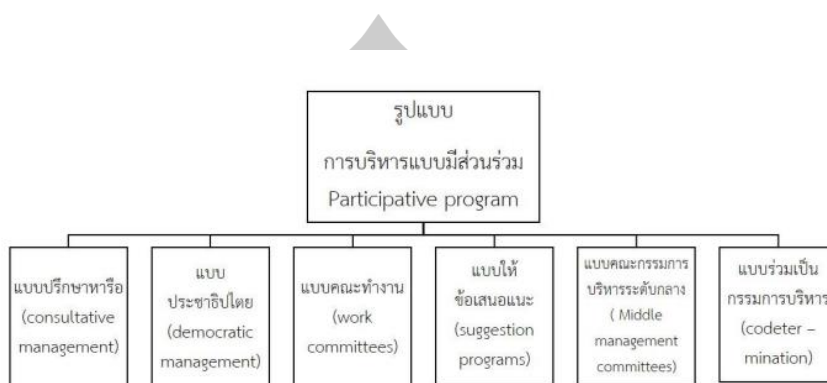 รูปแบบ
การบริหารแบบมีส่วนร่วม
Participative program
แบบปรึกษาหารือ
(consultative
management)
แบบ
ประชาธิปไตย
(democratic
management)
แบบคณะทำงาน
(work
committees)
แบบให้
ข้อเสนอแนะ
(suggestion
programs)
แบบคณะกรรมการ
บริหารระดับกลาง
( Middle
management
committees)
แบบร่วมเป็น
กรรมการบริหาร
(codeter –
mination)